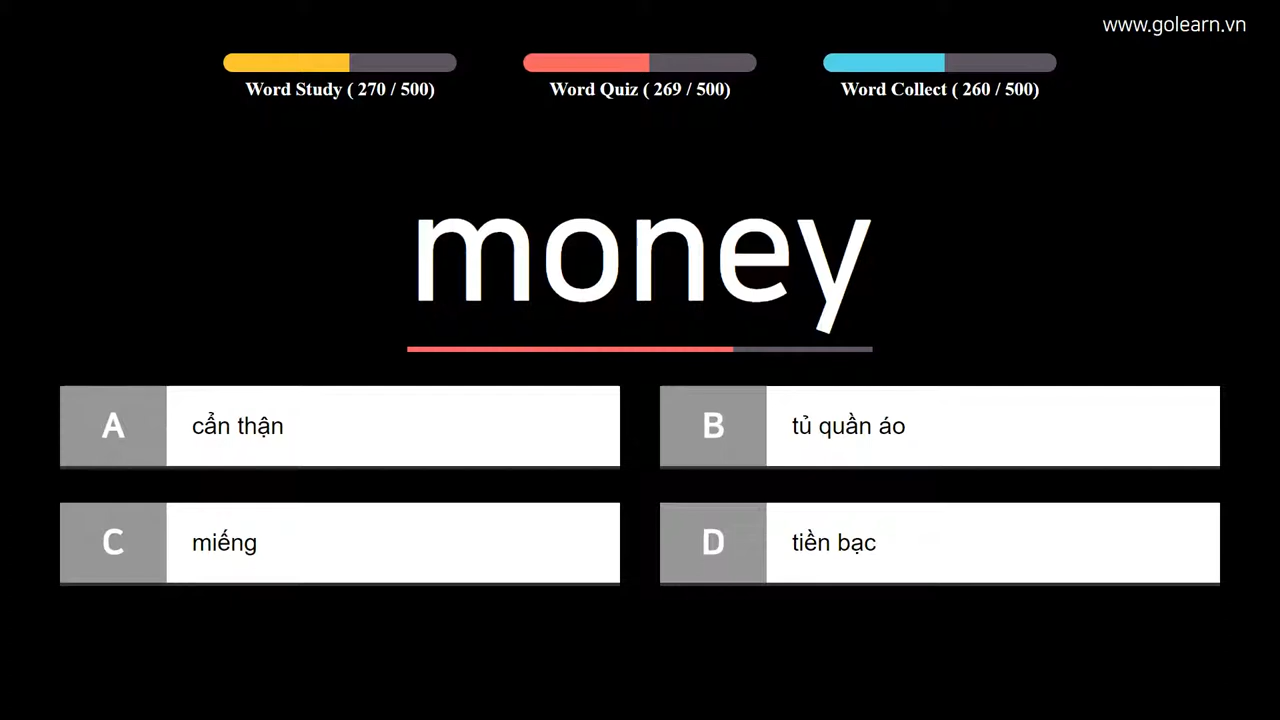 www.golearn.vn
Word Study ( 270 / 500)
Word Quiz ( 269 / 500)
Word Collect ( 260 / 500)
money
A cẩn thận
B tủ quần áo
C miếng
D tiền bạc